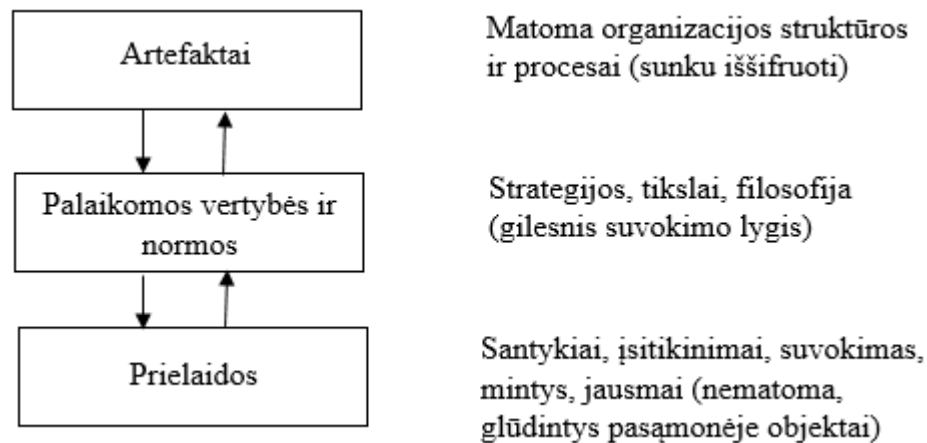 Artefaktai
Matoma organizacijos struktūros
ir procesai (sunku iššifruoti)
Palaikomos vertybės ir
normos
Strategijos, tikslai, filosofija
(gilesnis suvokimo lygis)
Prielaidos
Santykiai, įsitikinimai, suvokimas,
mintys, jausmai (nematoma,
glūdintys pasąmonėje objektai)